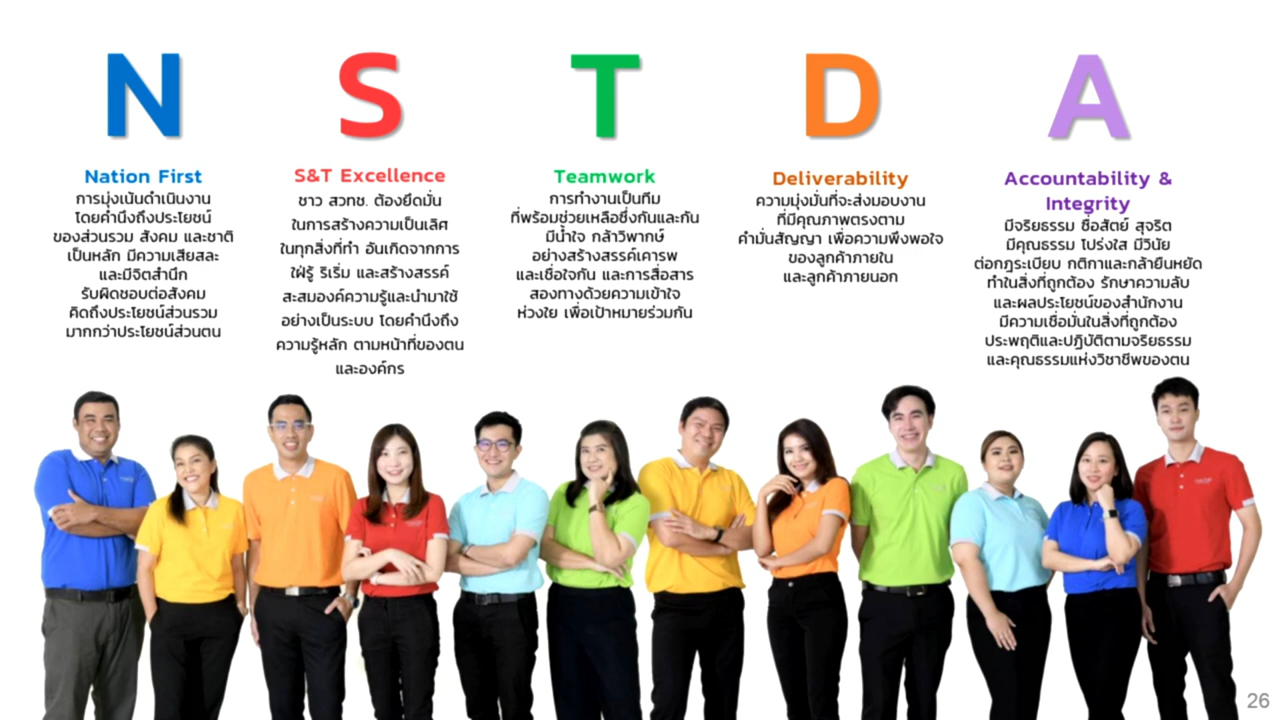 N S T D A
Nation First
การมุ่งเน้นดำเนินงาน
โดยคำนึงถึงประโยชน์
ของส่วนรวม สังคม และชาติ
เป็นหลัก มีความเสียสละ
และมีจิตสำนึก
รับผิดชอบต่อสังคม
คิดถึงประโยชน์ส่วนรวม
มากกว่าประโยชน์ส่วนตน
S&T Excellence
ชาว สวทช. ต้องยึดมั่น
ในการสร้างความเป็นเลิศ
ในทุกสิ่งที่ทำ อันเกิดจากการ
ใฝ่รู้ ริเริ่ม และสร้างสรรค์
สะสมองค์ความรู้และนำมาใช้
อย่างเป็นระบบ โดยคำนึงถึง
ความรู้หลัก ตามหน้าที่ของตน
และองค์กร
Teamwork
การทำงานเป็นทีม
ที่พร้อมช่วยเหลือซึ่งกันและกัน
มีน้ำใจ กล้าวิพากษ์
อย่างสร้างสรรค์เคารพ
และเชื่อใจกัน และการสื่อสาร
สองทางด้วยความเข้าใจ
ห่วงใย เพื่อเป้าหมายร่วมกัน
Deliverability
ความมุ่งมั่นที่จะส่งมอบงาน
ที่มีคุณภาพตรงตาม
คำมั่นสัญญา เพื่อความพึงพอใจ
ของลูกค้าภายใน
และลูกค้าภายนอก
Accountability &
Integrity
มีจริยธรรม ซื่อสัตย์ สุจริต
มีคุณธรรม โปร่งใส มีวินัย
ต่อกฎระเบียบ กติกาและกล้ายืนหยัด
ทำในสิ่งที่ถูกต้อง รักษาความลับ
และผลประโยชน์ของสำนักงาน
มีความเชื่อมั่นในสิ่งที่ถูกต้อง
ประพฤติและปฏิบัติตามจริยธรรม
และคุณธรรมแห่งวิชาชีพของตน
26